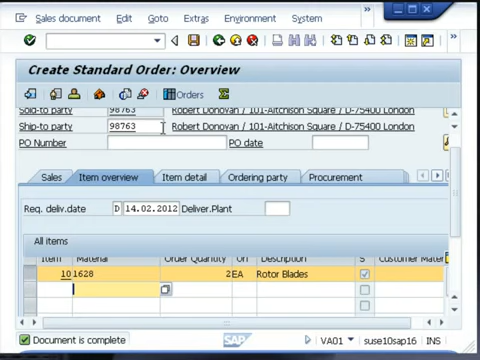 Sales document Edit Goto Extras Environment System
Create Standard Order: Overview
Orders
Sold-to party 98763 Robert Donovan / 101-Aitchison Square / D-75400 London
Ship-to party 98763 Robert Donovan / 101-Aitchison Square / D-75400 London
PO Number PO date
Sales Item overview Item detail Ordering party Procurement
Req. deliv.date D 14.02.2012 Deliver.Plant
All items
Item Material Order Quantity Un Description S Customer Mater
10 1628 2 EA Rotor Blades
Document is complete SAP VA01 suse10sap16 INS